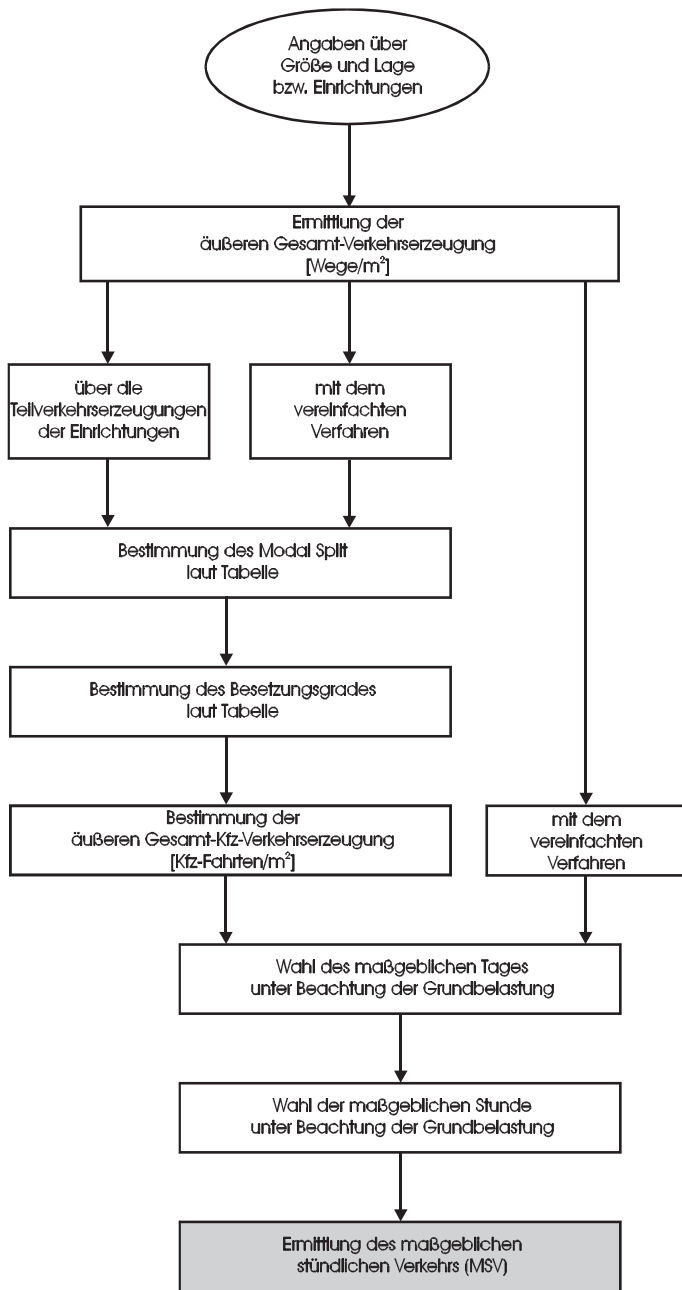 Angaben über
Größe und Lage
bzw. Einrichtungen
Ermittlung der
äußeren Gesamt-Verkehrserzeugung
[Wege/m²]
über die
Teilverkehrserzeugungen
der Einrichtungen
mit dem
vereinfachten
Verfahren
Bestimmung des Modal Split
laut Tabelle
Bestimmung des Besetzungsgrades
laut Tabelle
Bestimmung der
äußeren Gesamt-Kfz-Verkehrserzeugung
[Kfz-Fahrten/m²]
mit dem
vereinfachten
Verfahren
Wahl des maßgeblichen Tages
unter Beachtung der Grundbelastung
Wahl der maßgeblichen Stunde
unter Beachtung der Grundbelastung
Ermittlung des maßgeblichen
stündlichen Verkehrs (MSV)